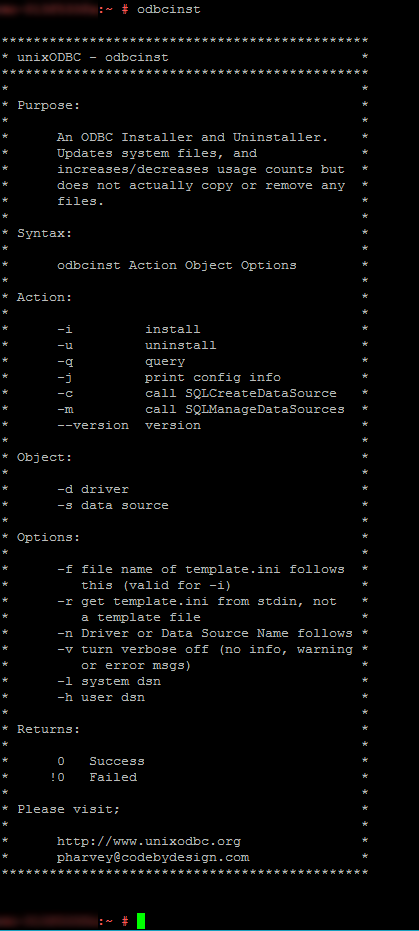 :~ # odbcinst
**********************************************
* unixODBC - odbcinst                        *
**********************************************
*                                            *
* Purpose:                                   *
*                                            *
*      An ODBC Installer and Uninstaller.    *
*      Updates system files, and             *
*      increases/decreases usage counts but  *
*      does not actually copy or remove any  *
*      files.                                *
*                                            *
* Syntax:                                    *
*                                            *
*      odbcinst Action Object Options        *
*                                            *
* Action:                                    *
*                                            *
*      -i         install                    *
*      -u         uninstall                  *
*      -q         query                      *
*      -j         print config info          *
*      -c         call SQLCreateDataSource   *
*      -m         call SQLManageDataSources  *
*      --version  version                    *
*                                            *
* Object:                                    *
*                                            *
*      -d driver                             *
*      -s data source                        *
*                                            *
* Options:                                   *
*                                            *
*      -f file name of template.ini follows  *
*         this (valid for -i)                *
*      -r get template.ini from stdin, not   *
*         a template file                    *
*      -n Driver or Data Source Name follows *
*      -v turn verbose off (no info, warning *
*         or error msgs)                     *
*      -l system dsn                         *
*      -h user dsn                           *
*                                            *
* Returns:                                   *
*                                            *
*      0   Success                           *
*     !0   Failed                            *
*                                            *
* Please visit;                              *
*                                            *
*      http://www.unixodbc.org               *
*      pharvey@codebydesign.com              *
**********************************************
:~ #